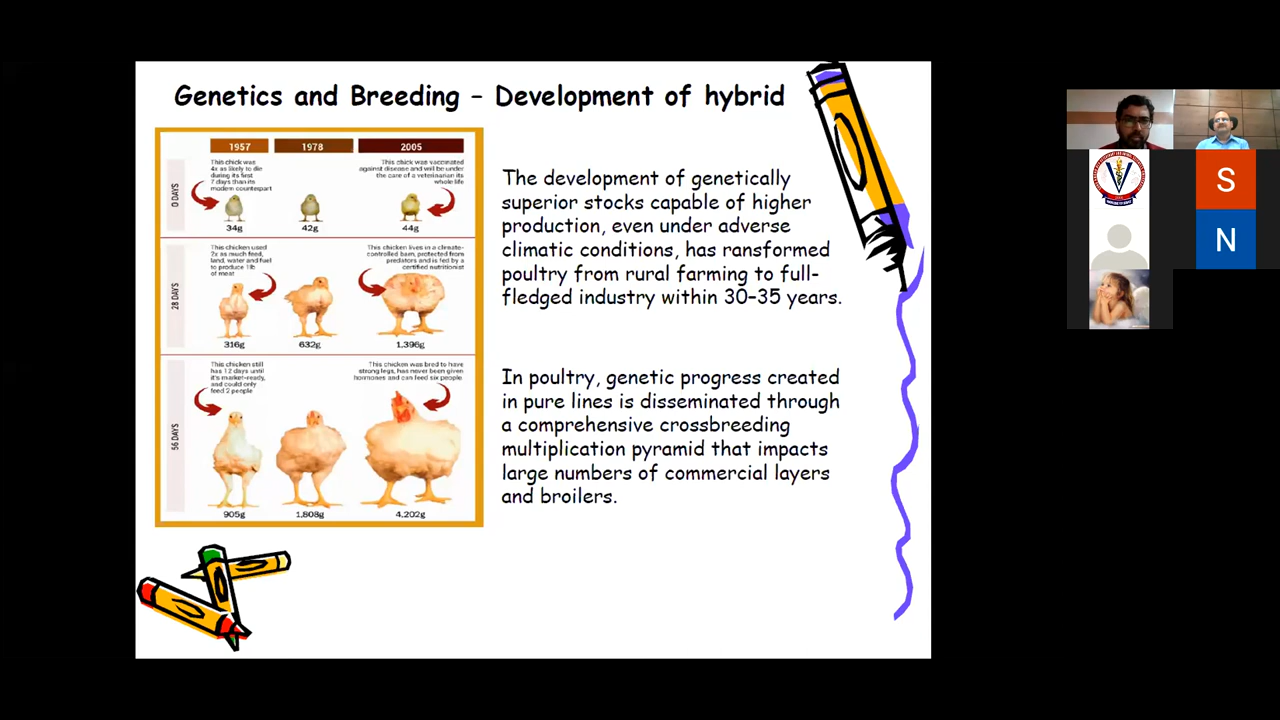 Genetics and Breeding – Development of hybrid
1957
1978
2005
0 DAYS
This chick was
4x as likely to die
during its first
7 days than its
modern counterpart
This chick was vaccinated
against disease and will be under
the care of a veterinarian its
whole life
34g
42g
44g
28 DAYS
This chicken used
2x as much feed,
land, water and fuel
to produce 1lb
of meat
This chicken lives in a climate-
controlled barn, protected from
predators and is fed by a
certified nutritionist
316g
632g
1,396g
56 DAYS
This chicken still
has 12 days until
it's market-ready,
and could only
feed 2 people
This chicken was bred to have
strong legs, has never been given
hormones and can feed six people.
905g
1,808g
4,202g
The development of genetically
superior stocks capable of higher
production, even under adverse
climatic conditions, has ransformed
poultry from rural farming to full-
fledged industry within 30–35 years.
In poultry, genetic progress created
in pure lines is disseminated through
a comprehensive crossbreeding
multiplication pyramid that impacts
large numbers of commercial layers
and broilers.
S
N